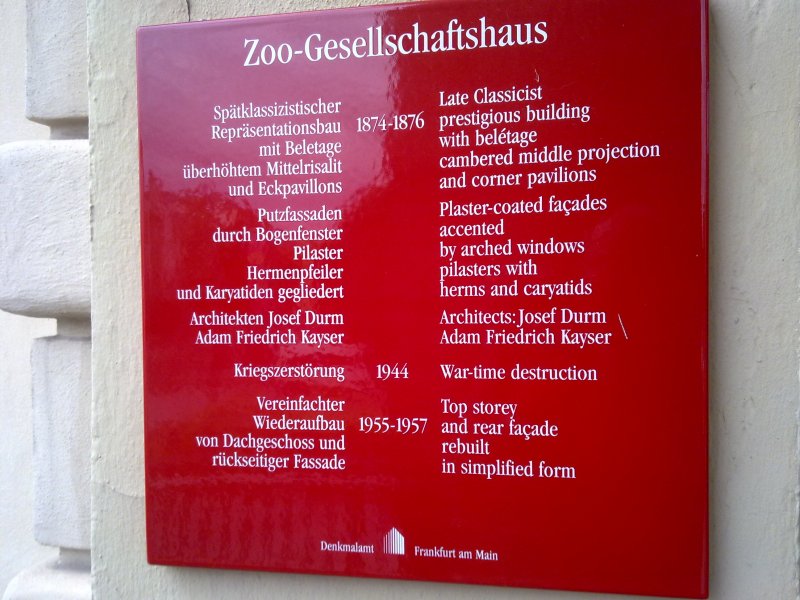 Zoo-Gesellschaftshaus
Spätklassizistischer
Repräsentationsbau
mit Beletage
überhöhtem Mittelrisalit
und Eckpavillons
1874-1876
Late Classicist
prestigious building
with belétage
cambered middle projection
and corner pavilions
Putzfassaden
durch Bogenfenster
Pilaster
Hermenpfeiler
und Karyatiden gegliedert
Plaster-coated façades
accented
by arched windows
pilasters with
herms and caryatids
Architekten Josef Durm
Adam Friedrich Kayser
Architects: Josef Durm
Adam Friedrich Kayser
Kriegszerstörung
1944
War-time destruction
Vereinfachter
Wiederaufbau
von Dachgeschoss und
rückseitiger Fassade
1955-1957
Top storey
and rear façade
rebuilt
in simplified form
Denkmalamt Frankfurt am Main